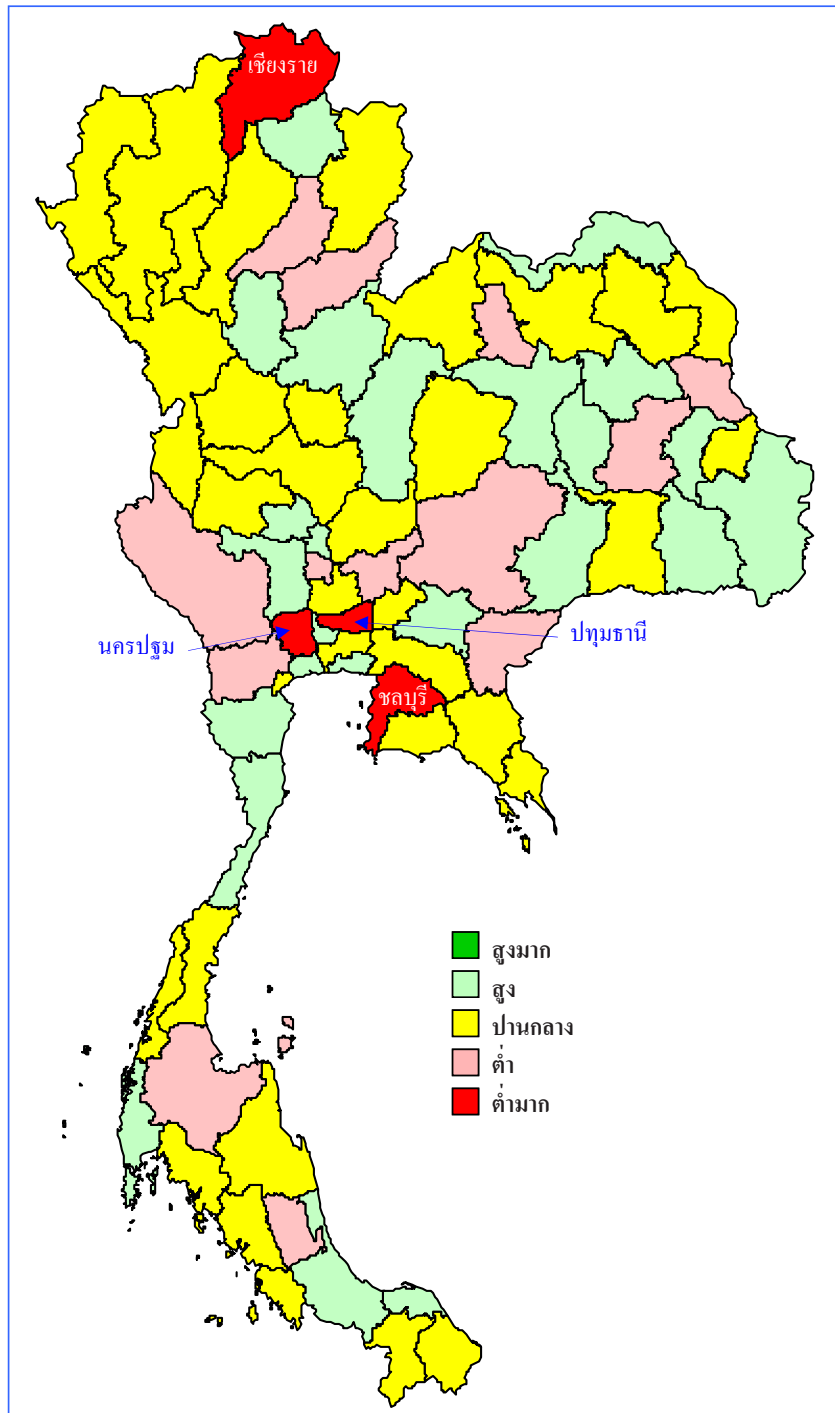 เชียงราย
นครปฐม
ปทุมธานี
ชลบุรี
สูงมาก
สูง
ปานกลาง
ต่ำ
ต่ำมาก